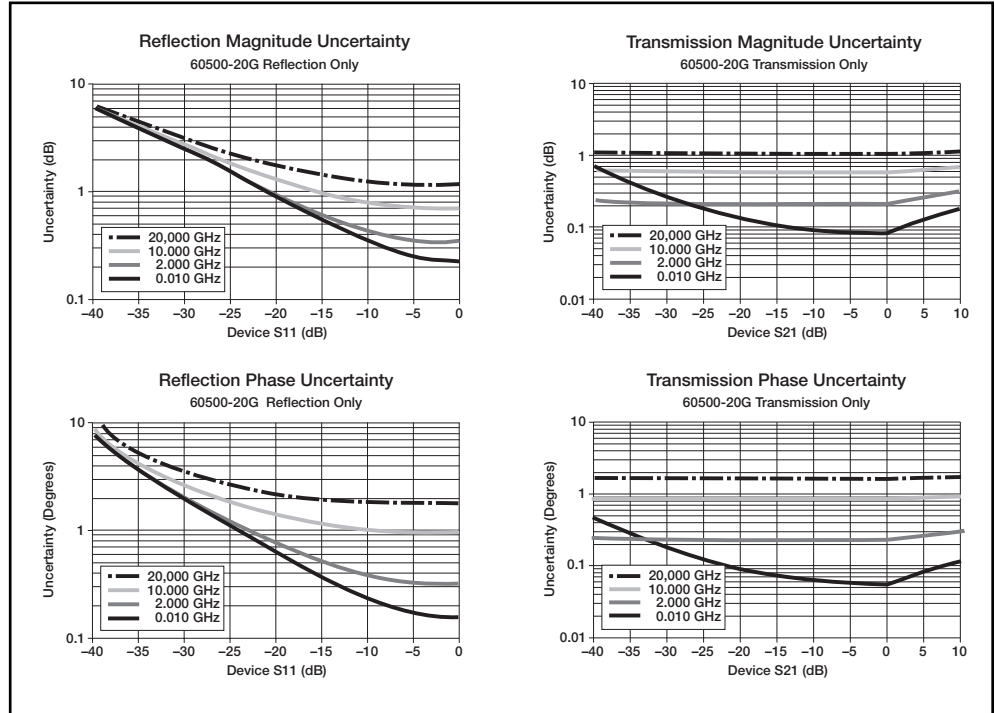 Reflection Magnitude Uncertainty
60500-20G Reflection Only
10
1
0.1
Uncertainty (dB)
20,000 GHz
10.000 GHz
2.000 GHz
0.010 GHz
–40 –35 –30 –25 –20 –15 –10 –5 0
Device S11 (dB)
Transmission Magnitude Uncertainty
60500-20G Transmission Only
10
1
0.1
0.01
Uncertainty (dB)
20,000 GHz
10.000 GHz
2.000 GHz
0.010 GHz
–40 –35 –30 –25 –20 –15 –10 –5 0 5 10
Device S21 (dB)
Reflection Phase Uncertainty
60500-20G Reflection Only
10
1
0.1
Uncertainty (Degrees)
20,000 GHz
10.000 GHz
2.000 GHz
0.010 GHz
–40 –35 –30 –25 –20 –15 –10 –5 0
Device S11 (dB)
Transmission Phase Uncertainty
60500-20G Transmission Only
10
1
0.1
0.01
Uncertainty (Degrees)
20,000 GHz
10.000 GHz
2.000 GHz
0.010 GHz
–40 –35 –30 –25 –20 –15 –10 –5 0 5 10
Device S21 (dB)